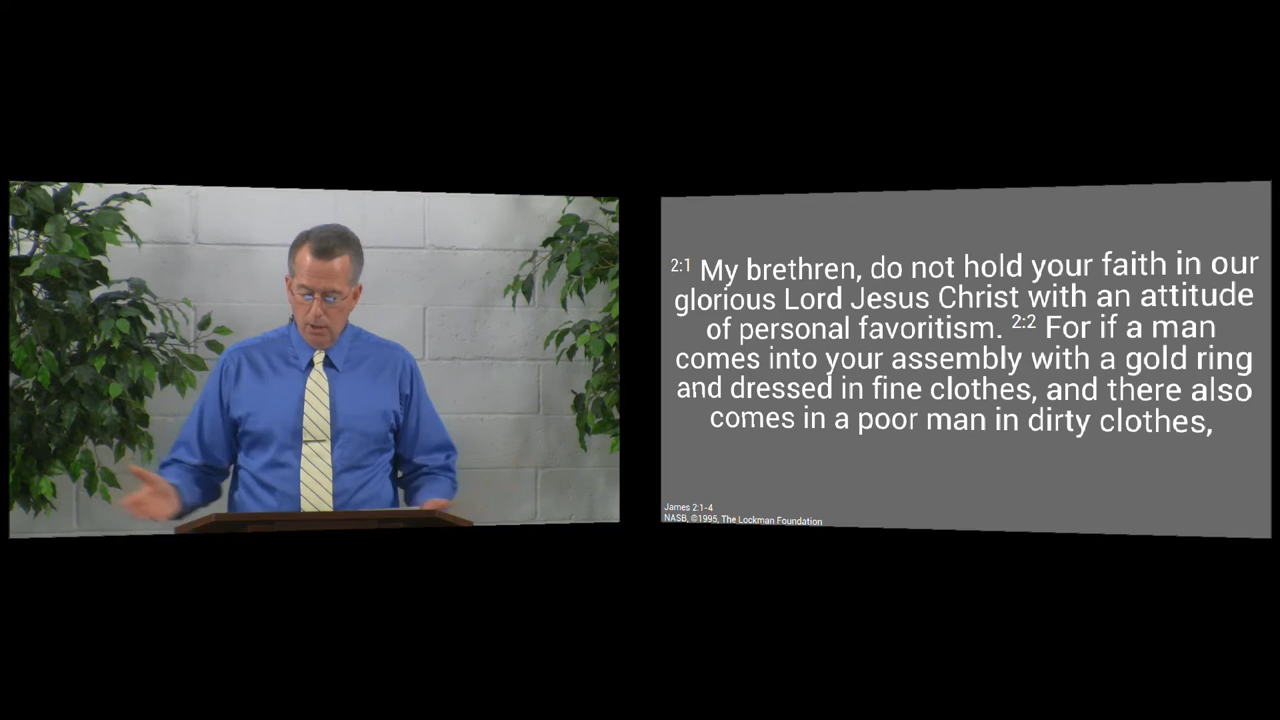 2:1 My brethren, do not hold your faith in our
glorious Lord Jesus Christ with an attitude
of personal favoritism. 2:2 For if a man
comes into your assembly with a gold ring
and dressed in fine clothes, and there also
comes in a poor man in dirty clothes,
James 2:1-4
NASB, ©1995, The Lockman Foundation